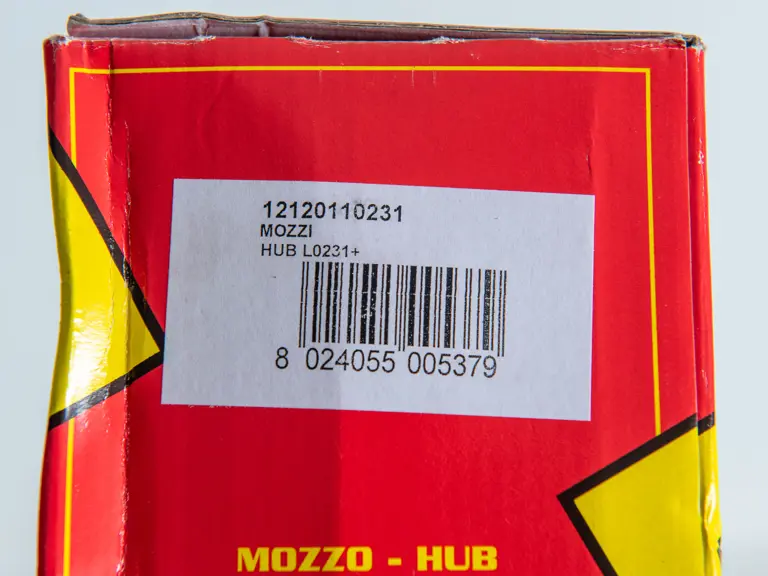 12120110231
MOZZI
HUB L0231+
8 024055 005379
MOZZO - HUB